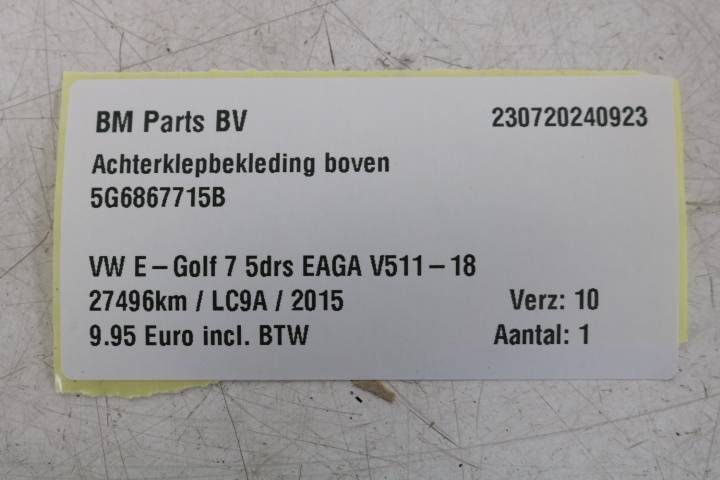 BM Parts BV 230720240923
Achterklepbekleding boven
5G6867715B
VW E-Golf 7 5drs EAGA V511-18
27496km / LC9A / 2015 Verz: 10
9.95 Euro incl. BTW Aantal: 1